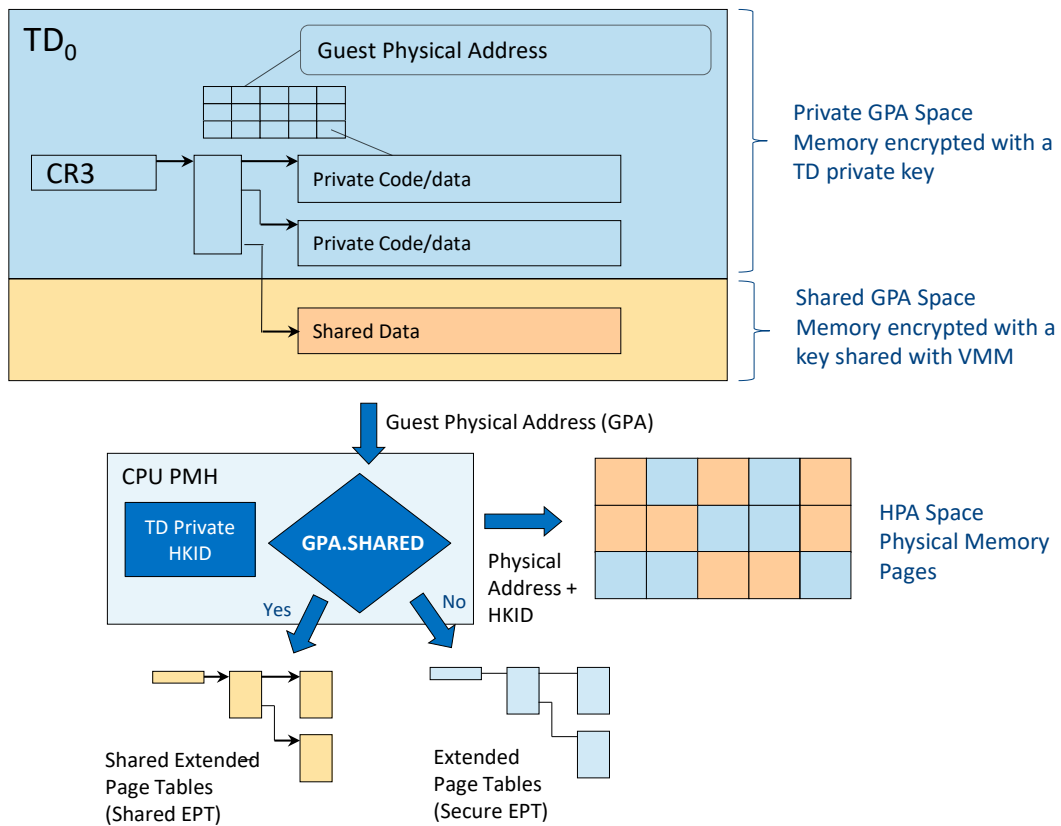 TD0
Guest Physical Address
CR3
Private Code/data
Private Code/data
Shared Data
Private GPA Space
Memory encrypted with a
TD private key
Shared GPA Space
Memory encrypted with a
key shared with VMM
Guest Physical Address (GPA)
CPU PMH
TD Private
HKID
GPA.SHARED
Yes
No
Physical
Address +
HKID
HPA Space
Physical Memory
Pages
Shared Extended
Page Tables
(Shared EPT)
Extended
Page Tables
(Secure EPT)